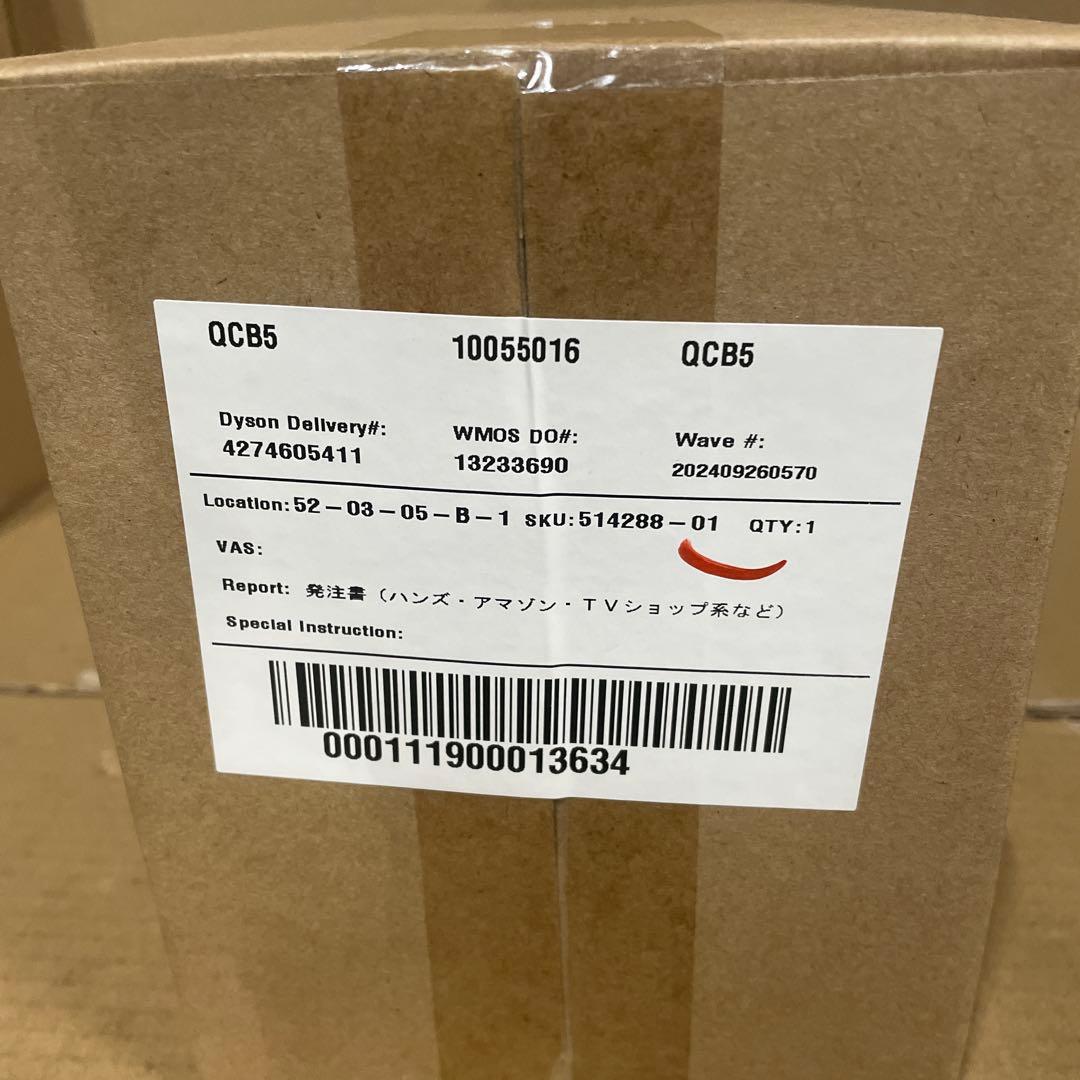 QCB5 10055016 QCB5
Dyson Delivery#: WMOS DO#: Wave #:
4274605411 13233690 202409260570
Location:52-03-05-B-1 SKU:514288-01 QTY:1
VAS:
Report: 発注書（ハンズ・アマゾン・ＴＶショップ系など）
Special Instruction:
000111900013634